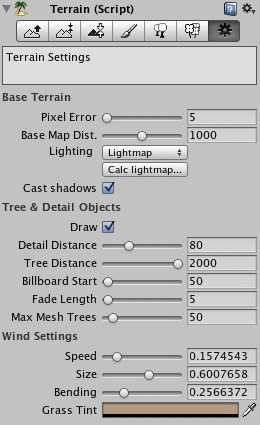 Terrain (Script)
Terrain Settings
Base Terrain
Pixel Error 5
Base Map Dist. 1000
Lighting Lightmap
Calc lightmap...
Cast shadows
Tree & Detail Objects
Draw
Detail Distance 80
Tree Distance 2000
Billboard Start 50
Fade Length 5
Max Mesh Trees 50
Wind Settings
Speed 0.1574543
Size 0.6007658
Bending 0.2566372
Grass Tint